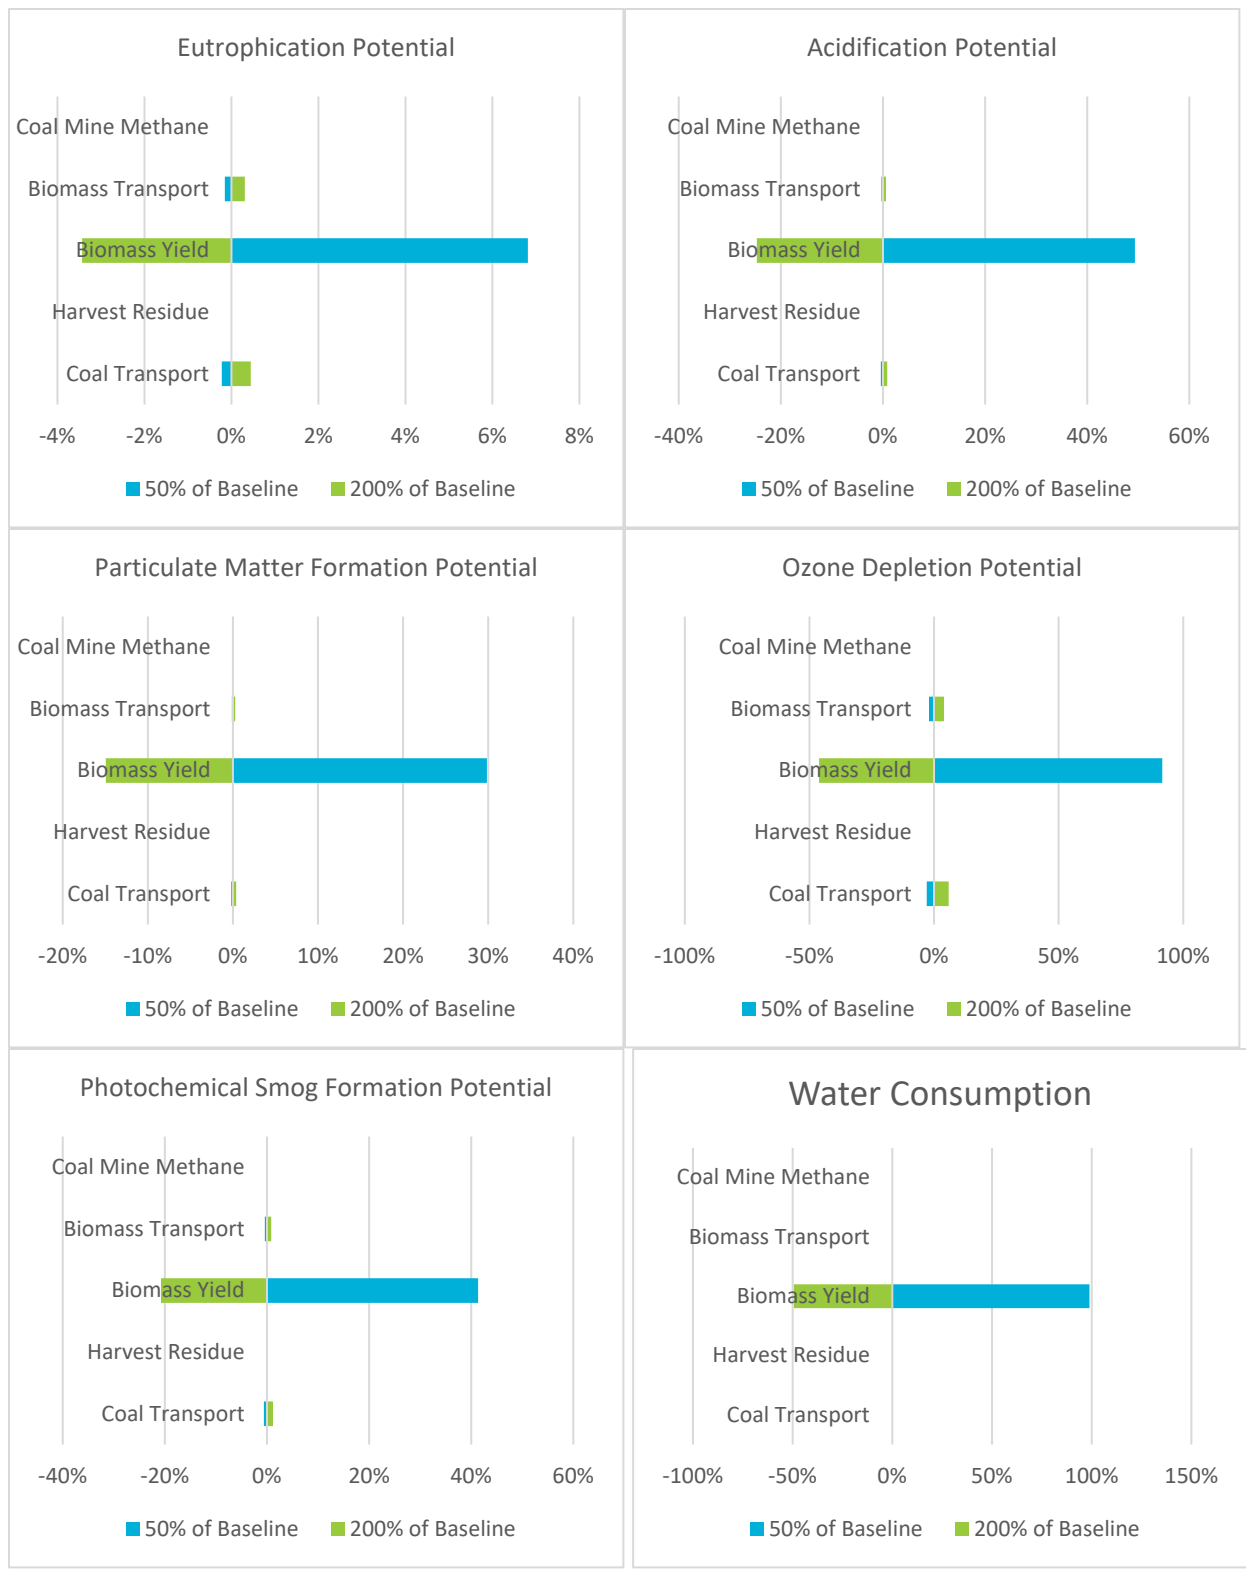 Eutrophication Potential
Coal Mine Methane
Biomass Transport
Biomass Yield
Harvest Residue
Coal Transport
-4% -2% 0% 2% 4% 6% 8%
50% of Baseline 200% of Baseline
Acidification Potential
Coal Mine Methane
Biomass Transport
Biomass Yield
Harvest Residue
Coal Transport
-40% -20% 0% 20% 40% 60%
50% of Baseline 200% of Baseline
Particulate Matter Formation Potential
Coal Mine Methane
Biomass Transport
Biomass Yield
Harvest Residue
Coal Transport
-20% -10% 0% 10% 20% 30% 40%
50% of Baseline 200% of Baseline
Ozone Depletion Potential
Coal Mine Methane
Biomass Transport
Biomass Yield
Harvest Residue
Coal Transport
-100% -50% 0% 50% 100%
50% of Baseline 200% of Baseline
Photochemical Smog Formation Potential
Coal Mine Methane
Biomass Transport
Biomass Yield
Harvest Residue
Coal Transport
-40% -20% 0% 20% 40% 60%
50% of Baseline 200% of Baseline
Water Consumption
Coal Mine Methane
Biomass Transport
Biomass Yield
Harvest Residue
Coal Transport
-100% -50% 0% 50% 100% 150%
50% of Baseline 200% of Baseline